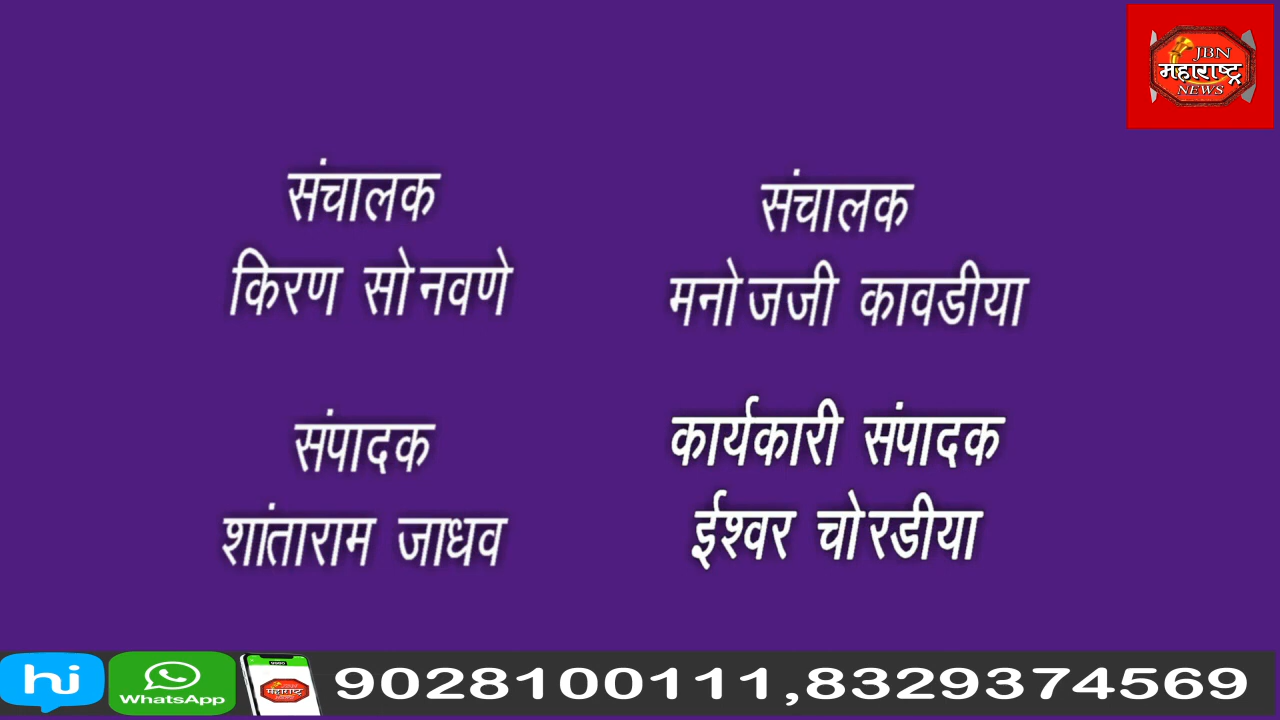 JBN
महाराष्ट्र
NEWS
संचालक
किरण सोनवणे
संचालक
मनोजजी कावडीया
संपादक
शांताराम जाधव
कार्यकारी संपादक
ईश्वर चोरडीया
hi
WhatsApp
महाराष्ट्र
9028100111,8329374569